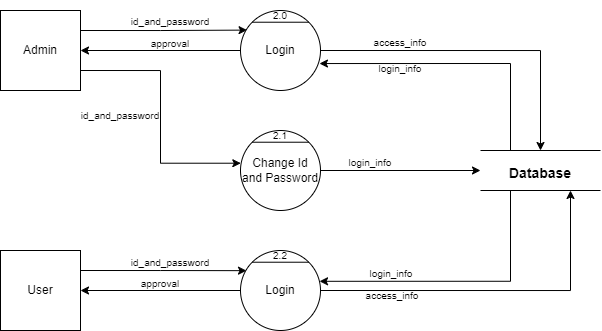 id_and_password
2.0
Admin
approval
Login
access_info
login_info
id_and_password
2.1
Change Id
and Password
login_info
Database
2.2
id_and_password
User
approval
Login
login_info
access_info